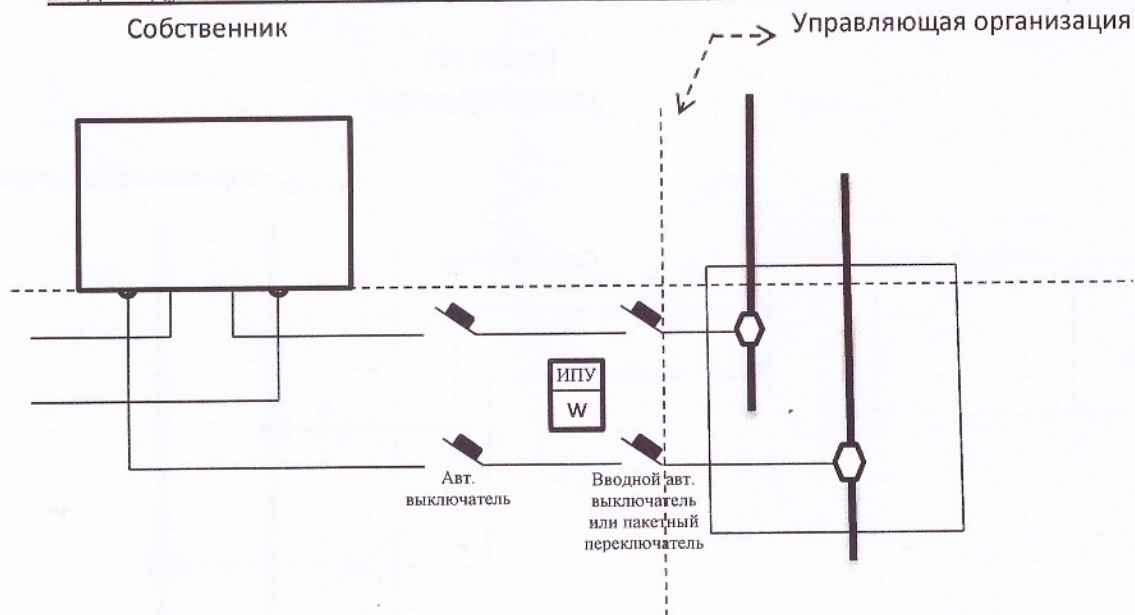 Собственник
Управляющая организация
ИПУ
W
Авт.
выключатель
Вводной авт.
выключатель
или пакетный
переключатель